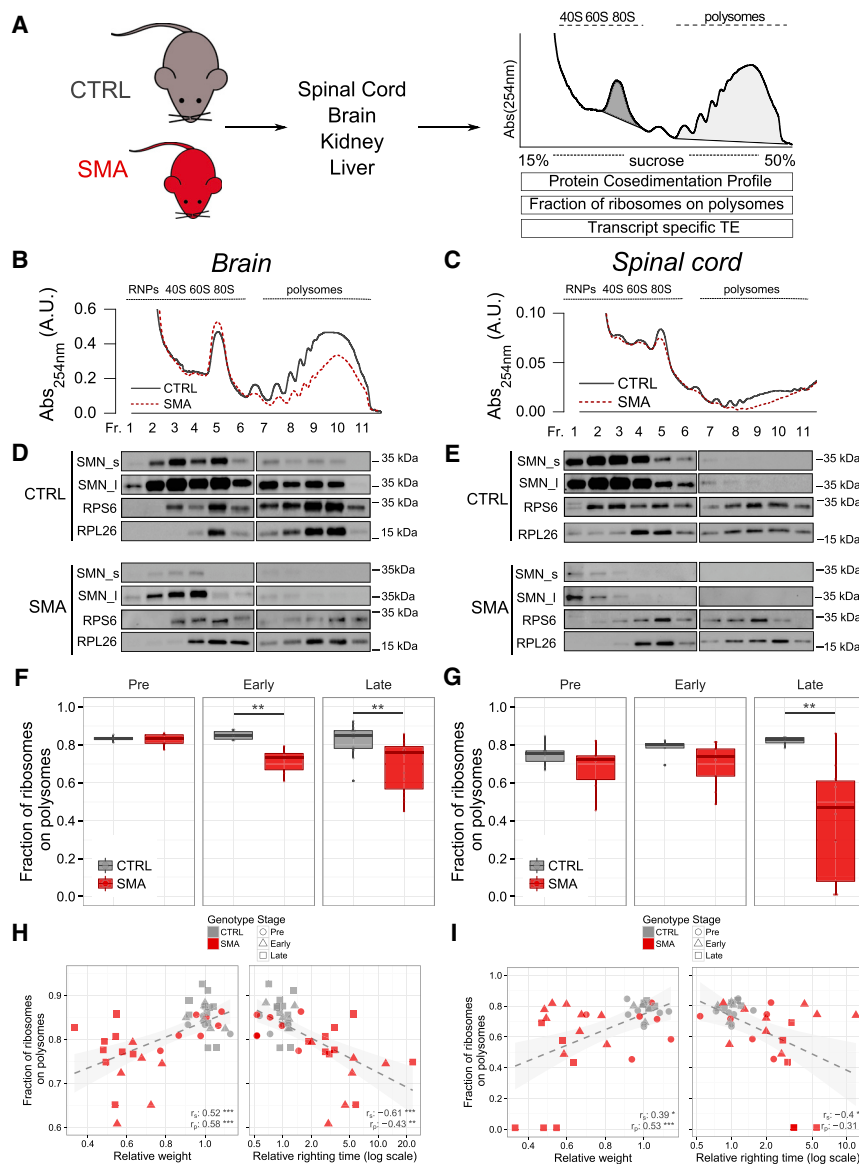 A
CTRL
SMA
Spinal Cord
Brain
Kidney
Liver
40S 60S 80S
polysomes
Abs(254nm)
15% sucrose 50%
Protein Cosedimentation Profile
Fraction of ribosomes on polysomes
Transcript specific TE
B
Brain
RNPs 40S 60S 80S
polysomes
Abs254nm (A.U.)
0.6
0.4
0.2
0.0
CTRL
SMA
Fr. 1 2 3 4 5 6 7 8 9 10 11
C
Spinal cord
RNPs 40S 60S 80S
polysomes
Abs254nm (A.U.)
0.10
0.05
0.00
CTRL
SMA
Fr. 1 2 3 4 5 6 7 8 9 10 11
D
CTRL
SMN_s 35 kDa
SMN_l 35 kDa
RPS6 35 kDa
RPL26 15 kDa
SMA
SMN_s 35kDa
SMN_l 35kDa
RPS6 35 kDa
RPL26 15 kDa
E
CTRL
SMN_s 35 kDa
SMN_l 35 kDa
RPS6 35 kDa
RPL26 15 kDa
SMA
SMN_s 35 kDa
SMN_l 35 kDa
RPS6 35 kDa
RPL26 15 kDa
F
Pre Early Late
Fraction of ribosomes
on polysomes
1.0
0.8
0.6
0.4
0.2
0.0
** **
CTRL
SMA
G
Pre Early Late
Fraction of ribosomes
on polysomes
1.0
0.8
0.6
0.4
0.2
0.0
**
CTRL
SMA
H
Genotype Stage
CTRL Pre
SMA Early
Late
Fraction of ribosomes
on polysomes
0.9
0.8
0.7
0.6
rs: 0.52 ***
rp: 0.58 ***
rs: −0.61 ***
rp: −0.43 **
0.4 0.6 0.8 1.0
0.5 1.0 2.0 5.0 10.0 20.0
Relative weight
Relative righting time (log scale)
I
Genotype Stage
CTRL Pre
SMA Early
Late
Fraction of ribosomes
on polysomes
1.0
0.8
0.6
0.4
0.2
0.0
rs: 0.39 *
rp: 0.53 ***
rs: −0.4 *
rp: −0.31
0.4 0.6 0.8 1.0
0.5 1.0 2.0 5.0 10.0
Relative weight
Relative righting time (log scale)